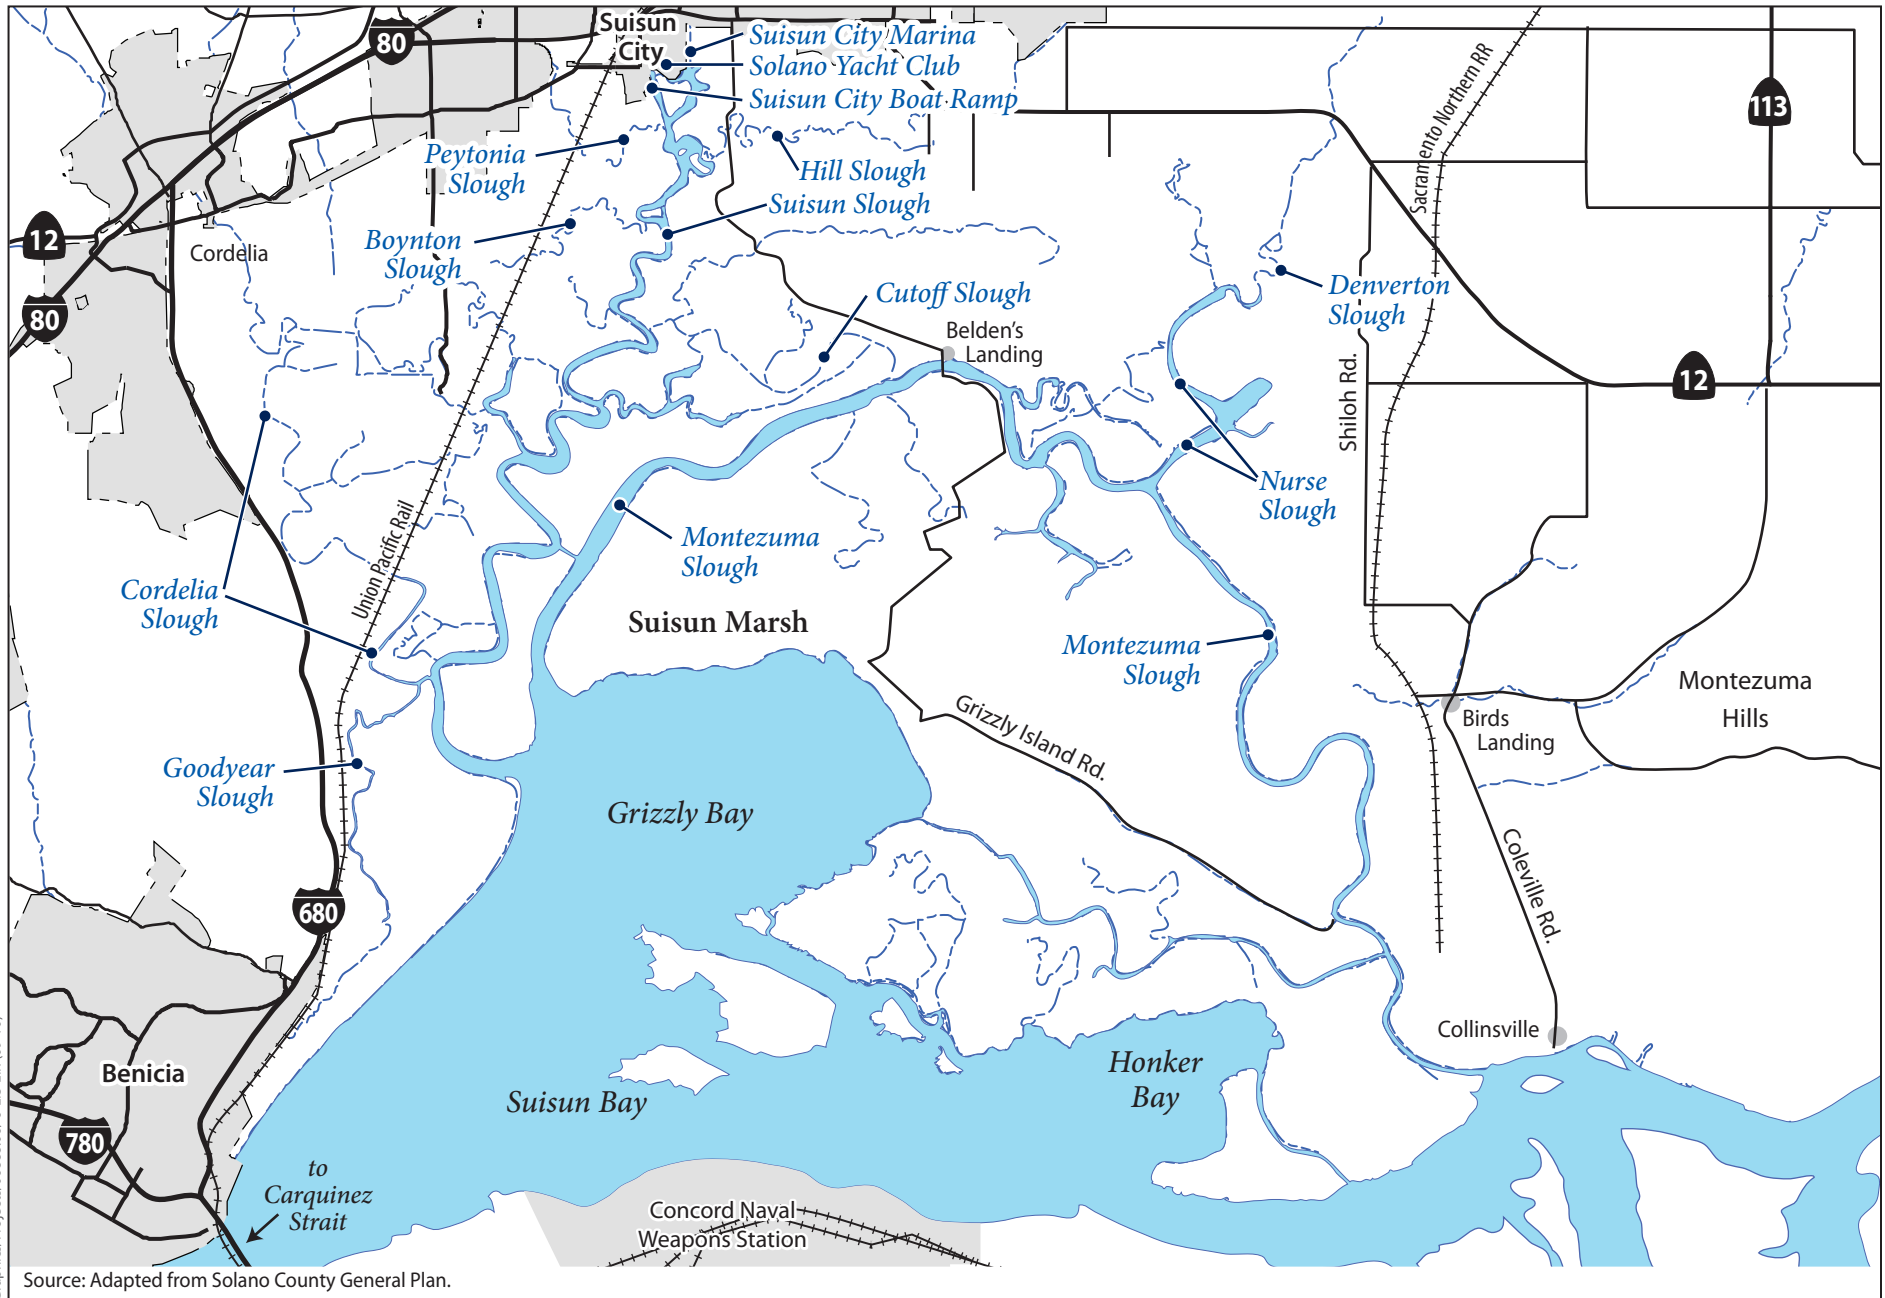 Suisun
City
80
Suisun City Marina
Solano Yacht Club
Suisun City Boat Ramp
113
Sacramento Northern RR
Peytonia
Slough
Hill Slough
Suisun Slough
12
Cordelia
Boynton
Slough
80
Cutoff Slough
Denverton
Slough
Belden's
Landing
Shiloh Rd.
12
Nurse
Slough
Union Pacific Rail
Montezuma
Slough
Cordelia
Slough
Suisun Marsh
Montezuma
Slough
Montezuma
Hills
Grizzly Island Rd.
Birds
Landing
Goodyear
Slough
Grizzly Bay
Coleville Rd.
680
Collinsville
Benicia
Honker
Bay
Suisun Bay
780
to
Carquinez
Strait
Concord Naval
Weapons Station
Source: Adapted from Solano County General Plan.